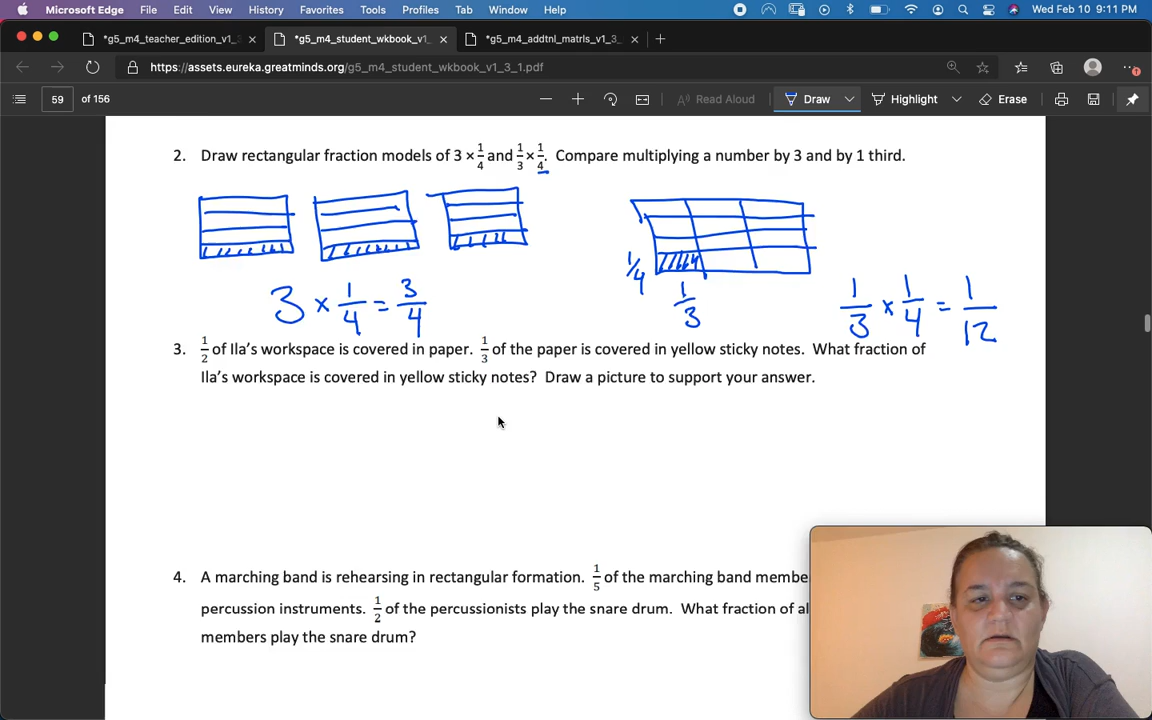 Microsoft Edge File Edit View History Favorites Tools Profiles Tab Window Help Wed Feb 10 9:11 PM
*g5_m4_teacher_edition_v1_3 *g5_m4_student_wkbook_v1_ *g5_m4_addtnl_matrls_v1_3_
https://assets.eureka.greatminds.org/g5_m4_student_wkbook_v1_3_1.pdf
59 of 156 Read Aloud Draw Highlight Erase
2. Draw rectangular fraction models of 3 × 1/4 and 1/3 × 1/4. Compare multiplying a number by 3 and by 1 third.
1/4
1/3
3 × 1/4 = 3/4
1/3 × 1/4 = 1/12
3. 1/2 of Ila's workspace is covered in paper. 1/3 of the paper is covered in yellow sticky notes. What fraction of
Ila's workspace is covered in yellow sticky notes? Draw a picture to support your answer.
4. A marching band is rehearsing in rectangular formation. 1/5 of the marching band membe
percussion instruments. 1/2 of the percussionists play the snare drum. What fraction of al
members play the snare drum?